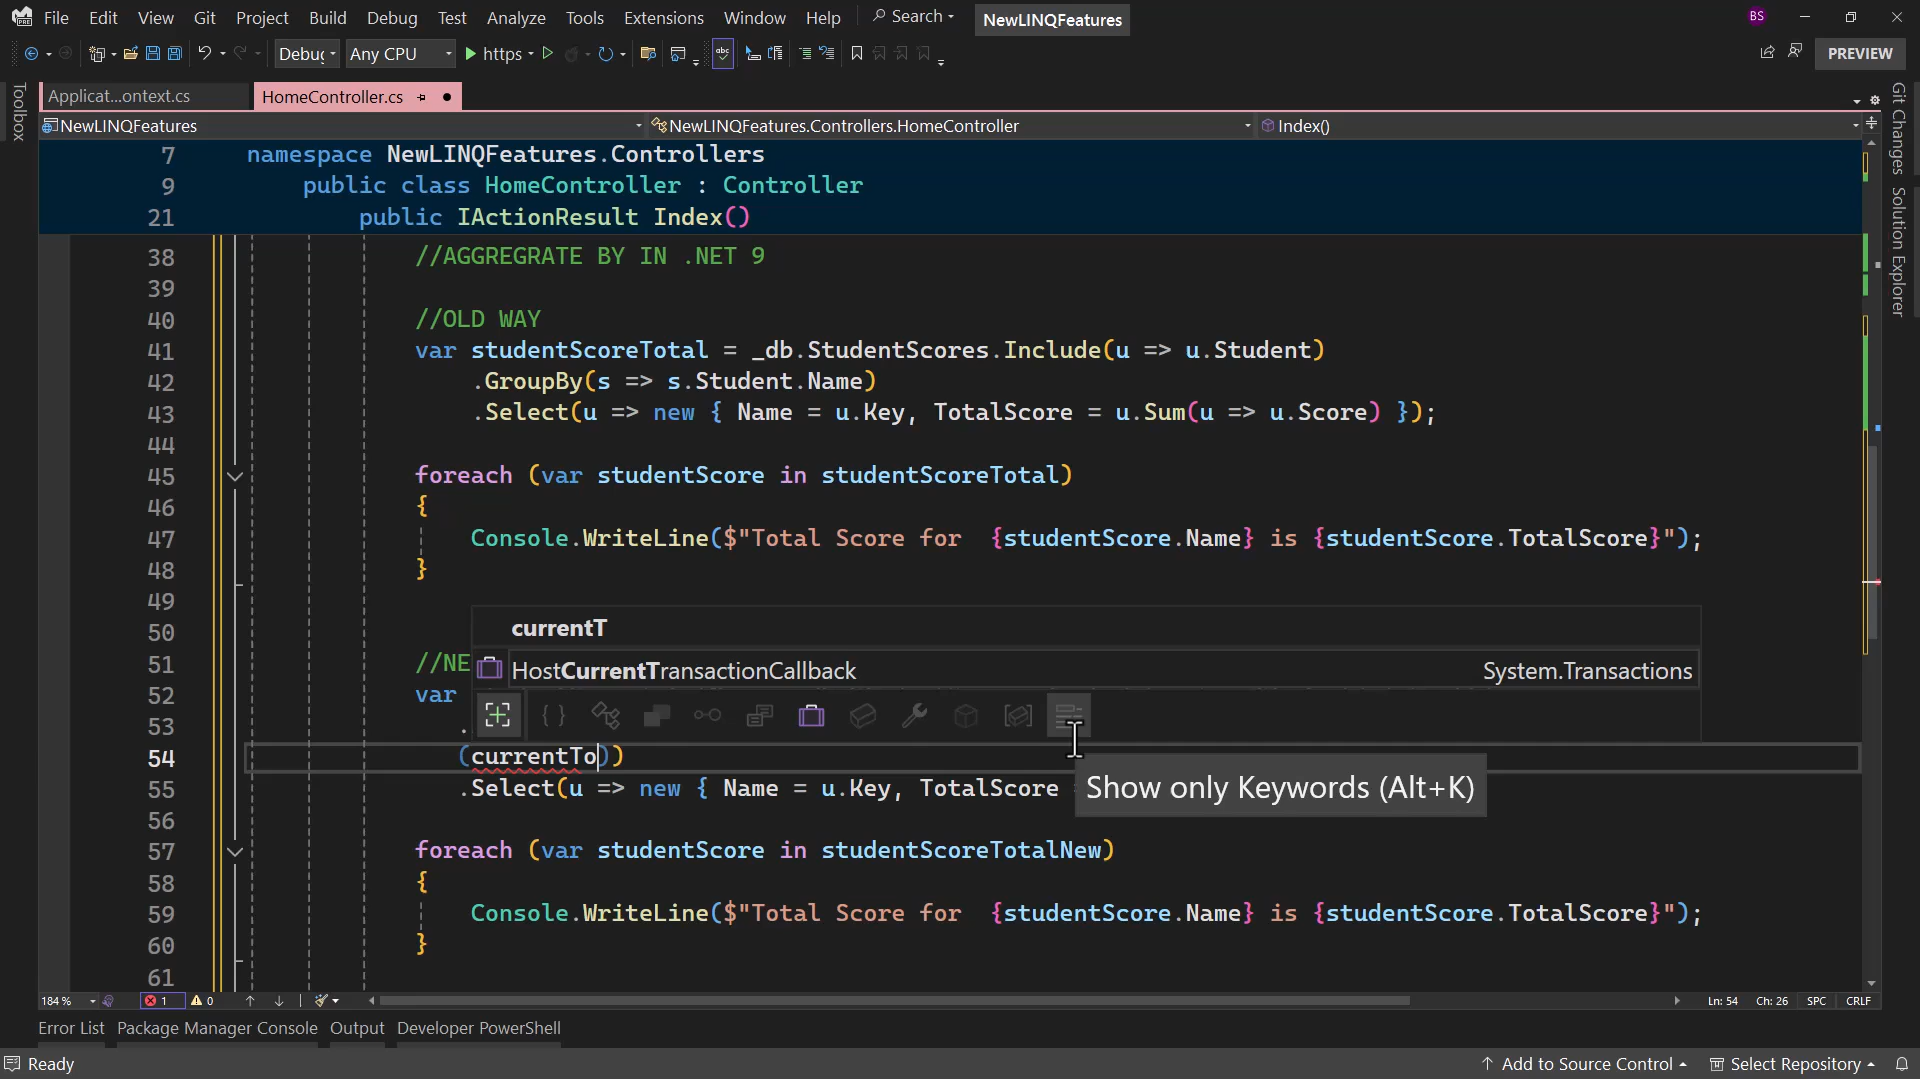 File Edit View Git Project Build Debug Test Analyze Tools Extensions Window Help Search NewLINQFeatures BS
Debug Any CPU https PREVIEW
Toolbox Applicat...ontext.cs HomeController.cs Git Changes Solution Explorer
NewLINQFeatures NewLINQFeatures.Controllers.HomeController Index()
7 namespace NewLINQFeatures.Controllers
9 public class HomeController : Controller
21 public IActionResult Index()
38 //AGGREGRATE BY IN .NET 9
39
40 //OLD WAY
41 var studentScoreTotal = _db.StudentScores.Include(u => u.Student)
42 .GroupBy(s => s.Student.Name)
43 .Select(u => new { Name = u.Key, TotalScore = u.Sum(u => u.Score) });
44
45 foreach (var studentScore in studentScoreTotal)
46 {
47 Console.WriteLine($"Total Score for  {studentScore.Name} is {studentScore.TotalScore}");
48 }
49
50 currentT
51 //NE HostCurrentTransactionCallback System.Transactions
52 var
53 .
54 (currentTo))
Show only Keywords (Alt+K)
55 .Select(u => new { Name = u.Key, TotalScore
56
57 foreach (var studentScore in studentScoreTotalNew)
58 {
59 Console.WriteLine($"Total Score for  {studentScore.Name} is {studentScore.TotalScore}");
60 }
61
184 % 1 0 Ln: 54 Ch: 26 SPC CRLF
Error List Package Manager Console Output Developer PowerShell
Ready Add to Source Control Select Repository